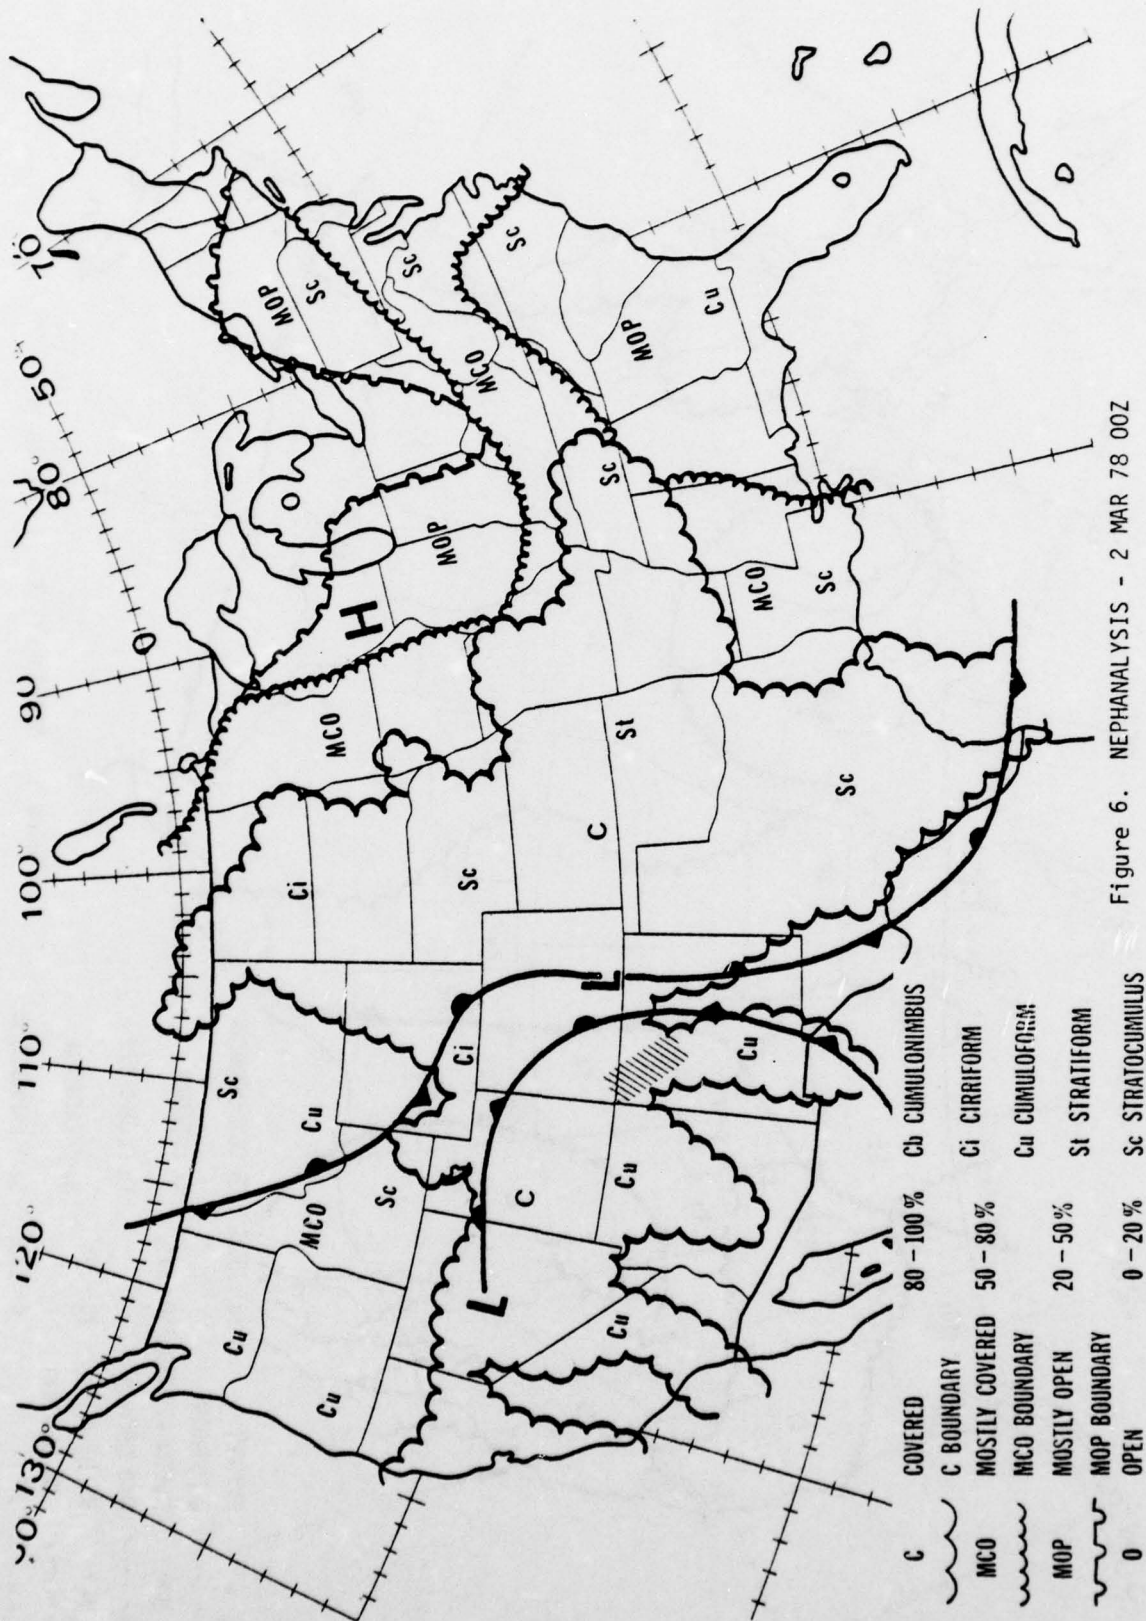 130°
120°
110°
100°
90°
80°
70°
50°
0
H
L
L
Cu
Cu
MCO
Sc
Cu
Sc
Ci
Ci
Sc
MCO
MOP
MOP
Sc
Sc
MCO
Sc
MOP
Cu
Sc
MCO
Sc
St
C
Sc
Cu
C
Cu
Cu
C COVERED 80 – 100% Cb CUMULONIMBUS
C BOUNDARY
MCO MOSTLY COVERED 50 – 80% Ci CIRRIFORM
MCO BOUNDARY Cu CUMULOFORM
MOP MOSTLY OPEN 20 – 50% St STRATIFORM
MOP BOUNDARY
O OPEN 0 – 20% Sc STRATOCUMULUS
Figure 6. NEPHANALYSIS - 2 MAR 78 00Z